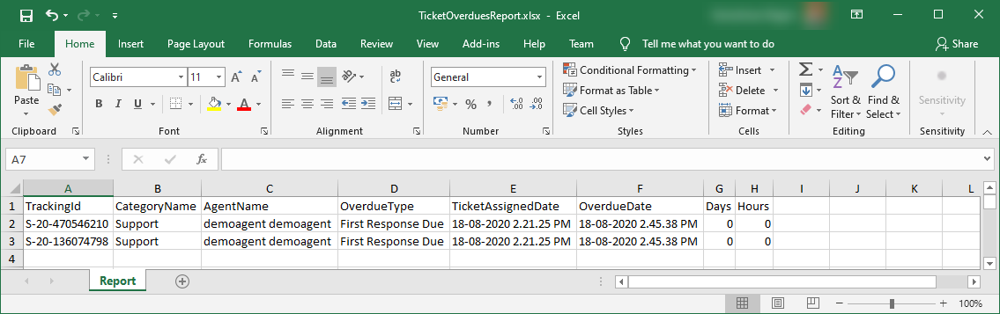 TicketOverduesReport.xlsx - Excel
File Home Insert Page Layout Formulas Data Review View Add-ins Help Team Tell me what you want to do Share
Paste
Calibri 11
General
B I U
A
ab
% ,
Conditional Formatting
Format as Table
Cell Styles
Insert
Delete
Format
Sort & Filter
Find & Select
Sensitivity
Clipboard Font Alignment Number Styles Cells Editing Sensitivity
A7 fx
A B C D E F G H I J K L
1 TrackingId CategoryName AgentName OverdueType TicketAssignedDate OverdueDate Days Hours
2 S-20-470546210 Support demoagent demoagent First Response Due 18-08-2020 2.21.25 PM 18-08-2020 2.45.38 PM 0 0
3 S-20-136074798 Support demoagent demoagent First Response Due 18-08-2020 2.21.25 PM 18-08-2020 2.45.38 PM 0 0
4
Report
100%